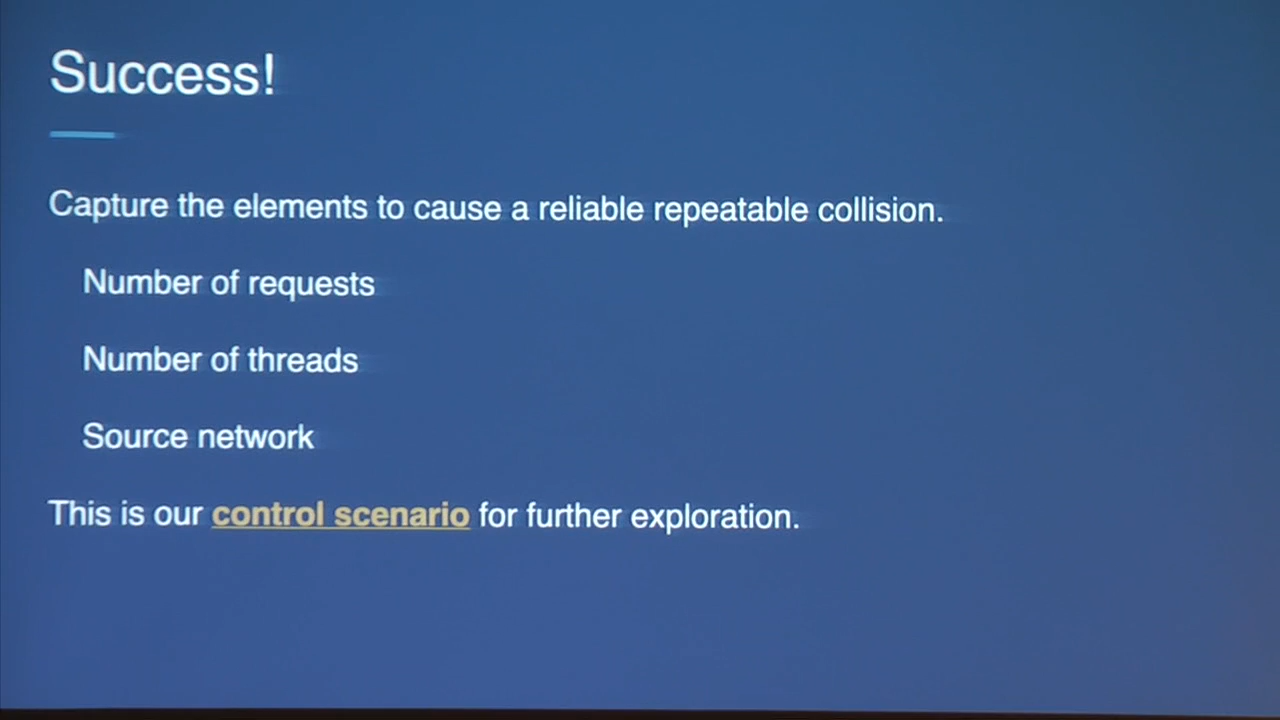 Success!
Capture the elements to cause a reliable repeatable collision.
Number of requests
Number of threads
Source network
This is our control scenario for further exploration.